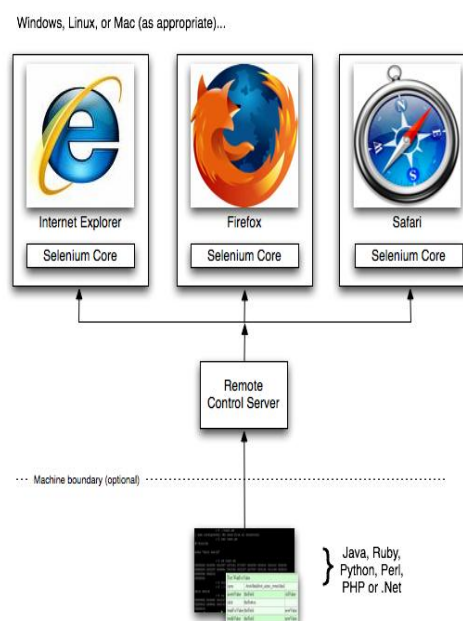 Windows, Linux, or Mac (as appropriate)...
Internet Explorer
Firefox
Safari
Selenium Core
Selenium Core
Selenium Core
Remote
Control Server
Machine boundary (optional)
Java, Ruby,
Python, Perl,
PHP or .Net